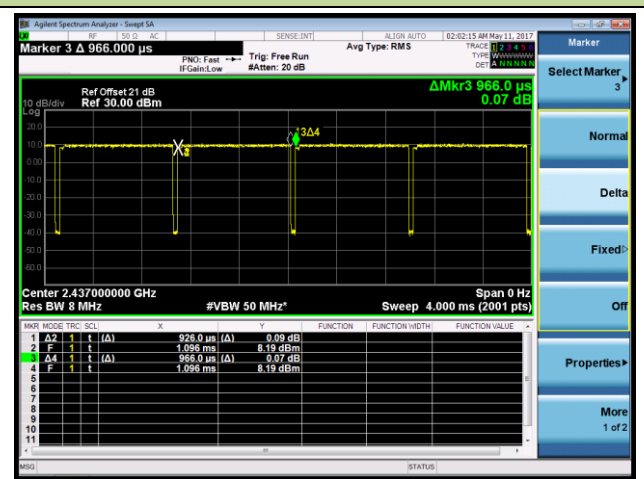 Agilent Spectrum Analyzer - Swept SA
RF 50 Ω AC SENSE:INT ALIGN AUTO 02:02:15 AM May 11, 2017
Marker 3 Δ 966.000 µs
PNO: Fast Trig: Free Run
IFGain:Low #Atten: 20 dB
Avg Type: RMS
TRACE 1 2 3 4 5 6
TYPE WWWWWW
DET A N N N N N
ΔMkr3 966.0 µs
0.07 dB
Ref Offset 21 dB
10 dB/div Ref 30.00 dBm
Log
20.0
10.0
0.00
-10.0
-20.0
-30.0
-40.0
-50.0
-60.0
3Δ4
Center 2.437000000 GHz Span 0 Hz
Res BW 8 MHz #VBW 50 MHz* Sweep 4.000 ms (2001 pts)
MKR MODE TRC SCL X Y FUNCTION FUNCTION WIDTH FUNCTION VALUE
1 Δ2 1 t (Δ) 926.0 µs (Δ) 0.09 dB
2 F 1 t 1.096 ms 8.19 dBm
3 Δ4 1 t (Δ) 966.0 µs (Δ) 0.07 dB
4 F 1 t 1.096 ms 8.19 dBm
5
6
7
8
9
10
11
MSG STATUS
Marker
Select Marker
3
Normal
Delta
Fixed
Off
Properties
More
1 of 2